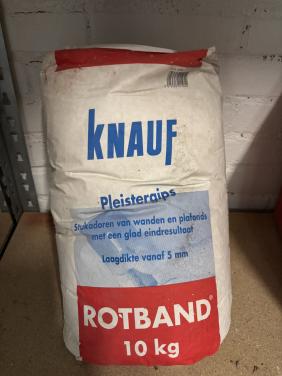 KNAUF
Pleistergips
Stukadoren van wanden en plafonds
met een glad eindresultaat
Laagdikte vanaf 5 mm
ROTBAND®
10 kg